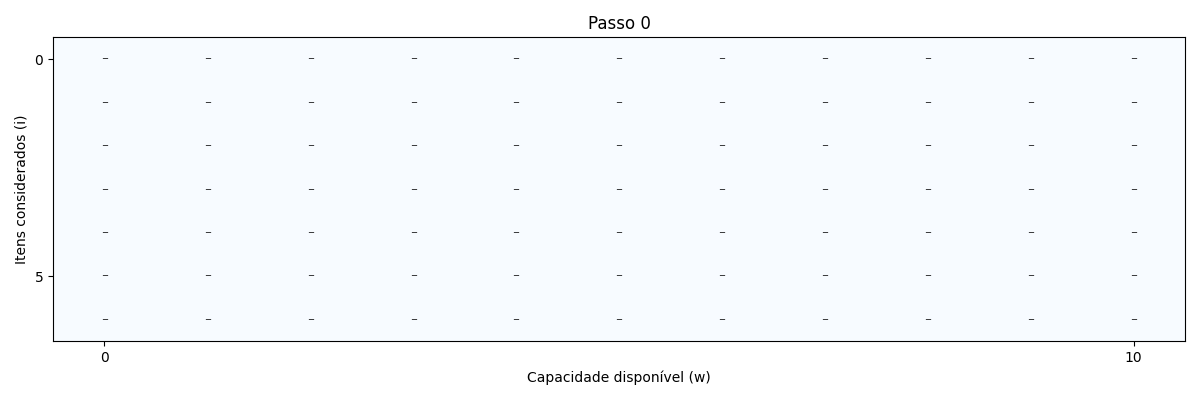 Passo 0
Itens considerados (i)
0 – – – – – – – – – – –
– – – – – – – – – – –
– – – – – – – – – – –
– – – – – – – – – – –
– – – – – – – – – – –
5 – – – – – – – – – – –
– – – – – – – – – – –
0 10
Capacidade disponível (w)